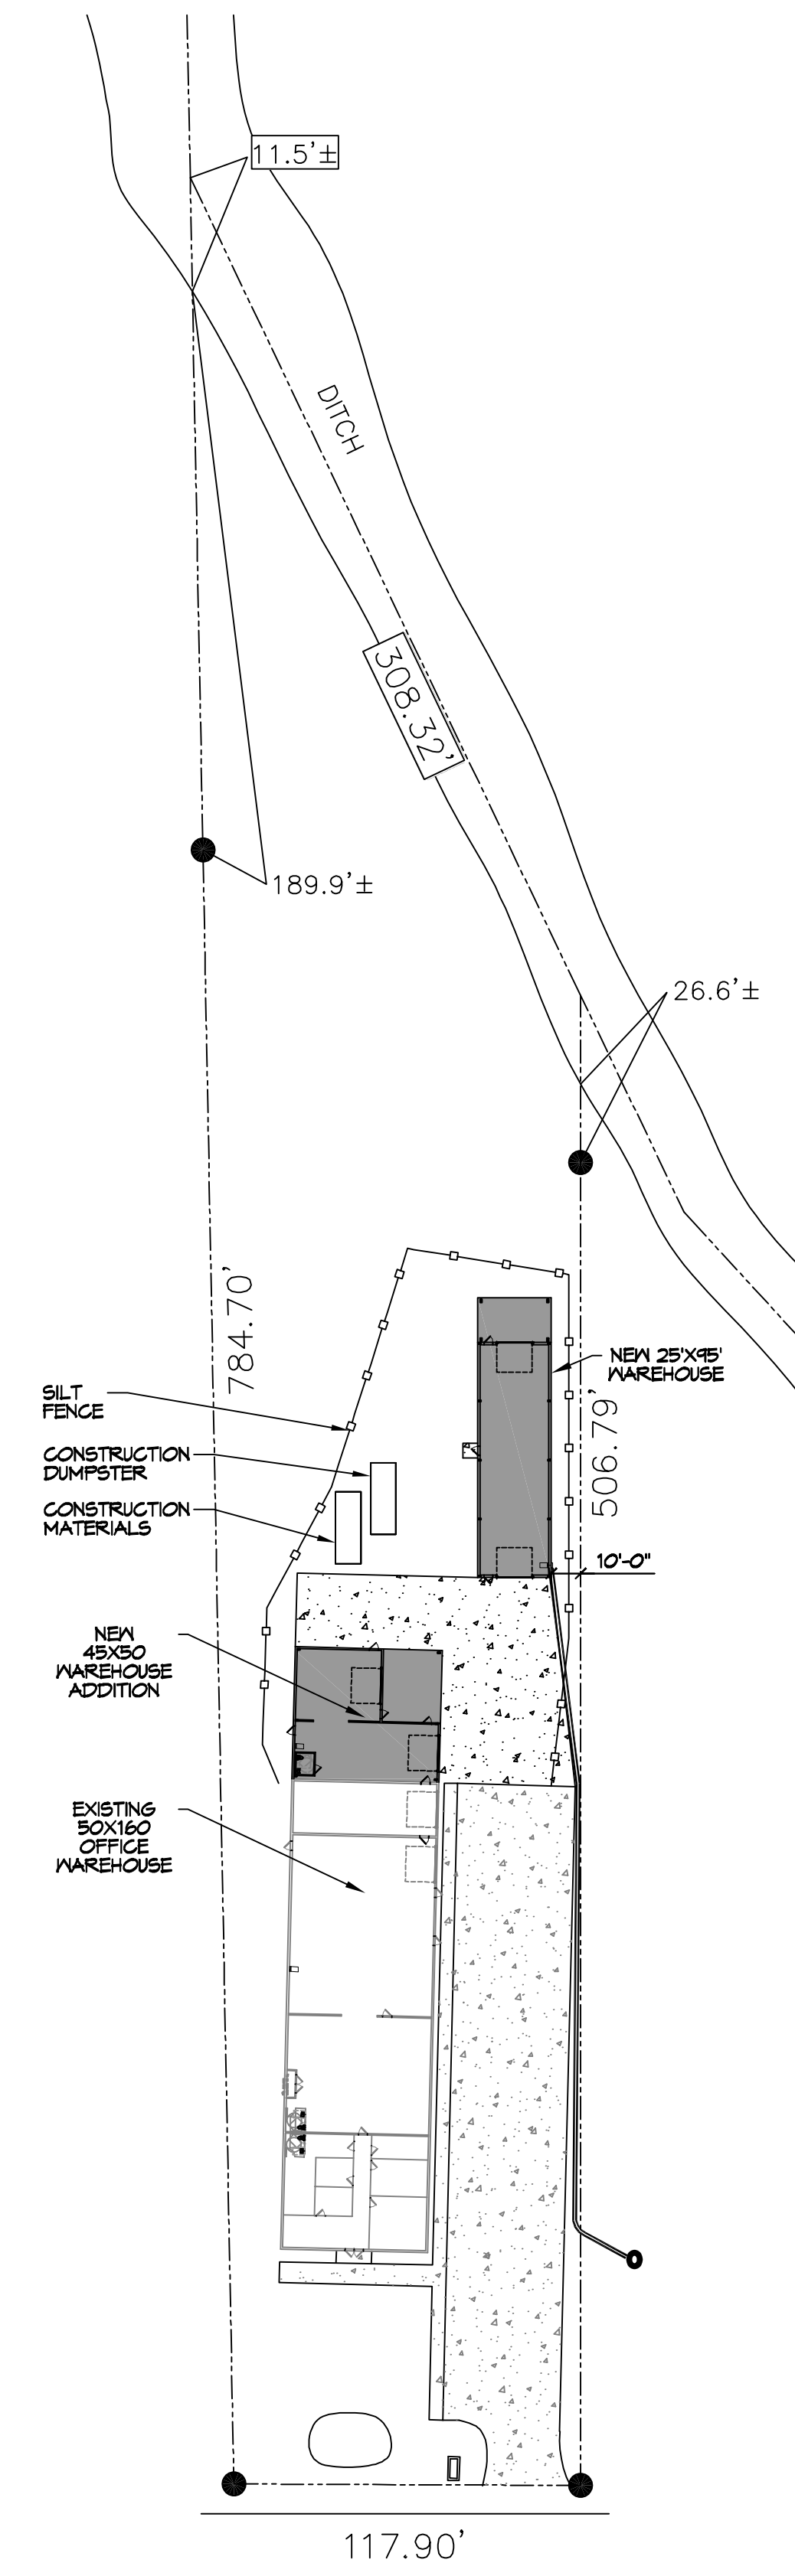 11.5'±
DITCH
308.32'
189.9'±
26.6'±
784.70'
NEW 25'X95'
WAREHOUSE
SILT
FENCE
506.79'
CONSTRUCTION
DUMPSTER
CONSTRUCTION
MATERIALS
10'-0"
NEW
45X50
WAREHOUSE
ADDITION
EXISTING
50X160
OFFICE
WAREHOUSE
117.90'